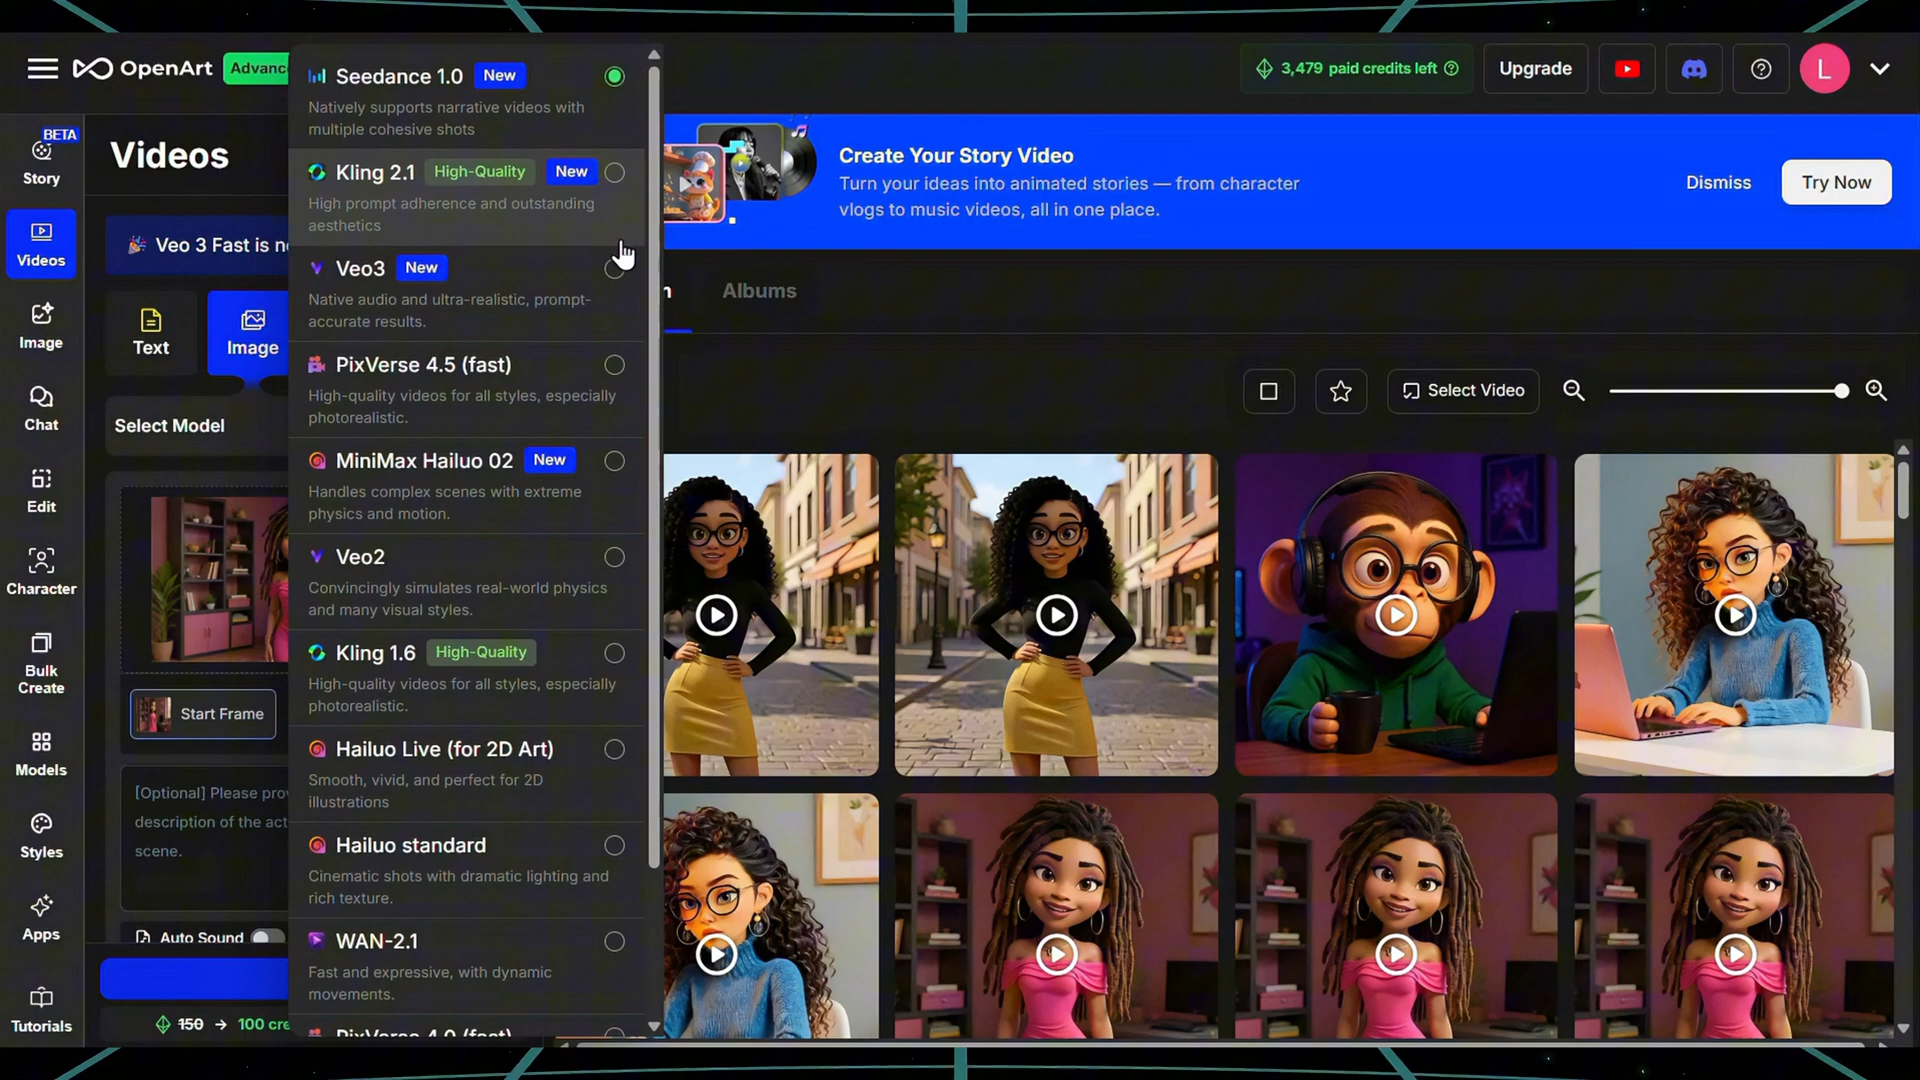 OpenArt
Advanc
3,479 paid credits left
Upgrade
L
BETA
Story
Videos
Image
Chat
Edit
Character
Bulk
Create
Models
Styles
Apps
Tutorials
Videos
Veo 3 Fast is n
Text
Image
Select Model
Start Frame
[Optional] Please prov
description of the act
scene.
Auto Sound
150 → 100 cre
Seedance 1.0 New
Natively supports narrative videos with
multiple cohesive shots
Kling 2.1 High-Quality New
High prompt adherence and outstanding
aesthetics
Veo3 New
Native audio and ultra-realistic, prompt-
accurate results.
PixVerse 4.5 (fast)
High-quality videos for all styles, especially
photorealistic.
MiniMax Hailuo 02 New
Handles complex scenes with extreme
physics and motion.
Veo2
Convincingly simulates real-world physics
and many visual styles.
Kling 1.6 High-Quality
High-quality videos for all styles, especially
photorealistic.
Hailuo Live (for 2D Art)
Smooth, vivid, and perfect for 2D
illustrations
Hailuo standard
Cinematic shots with dramatic lighting and
rich texture.
WAN-2.1
Fast and expressive, with dynamic
movements.
PixVerse 4.0 (fast)
Create Your Story Video
Turn your ideas into animated stories — from character
vlogs to music videos, all in one place.
Dismiss
Try Now
Albums
Select Video